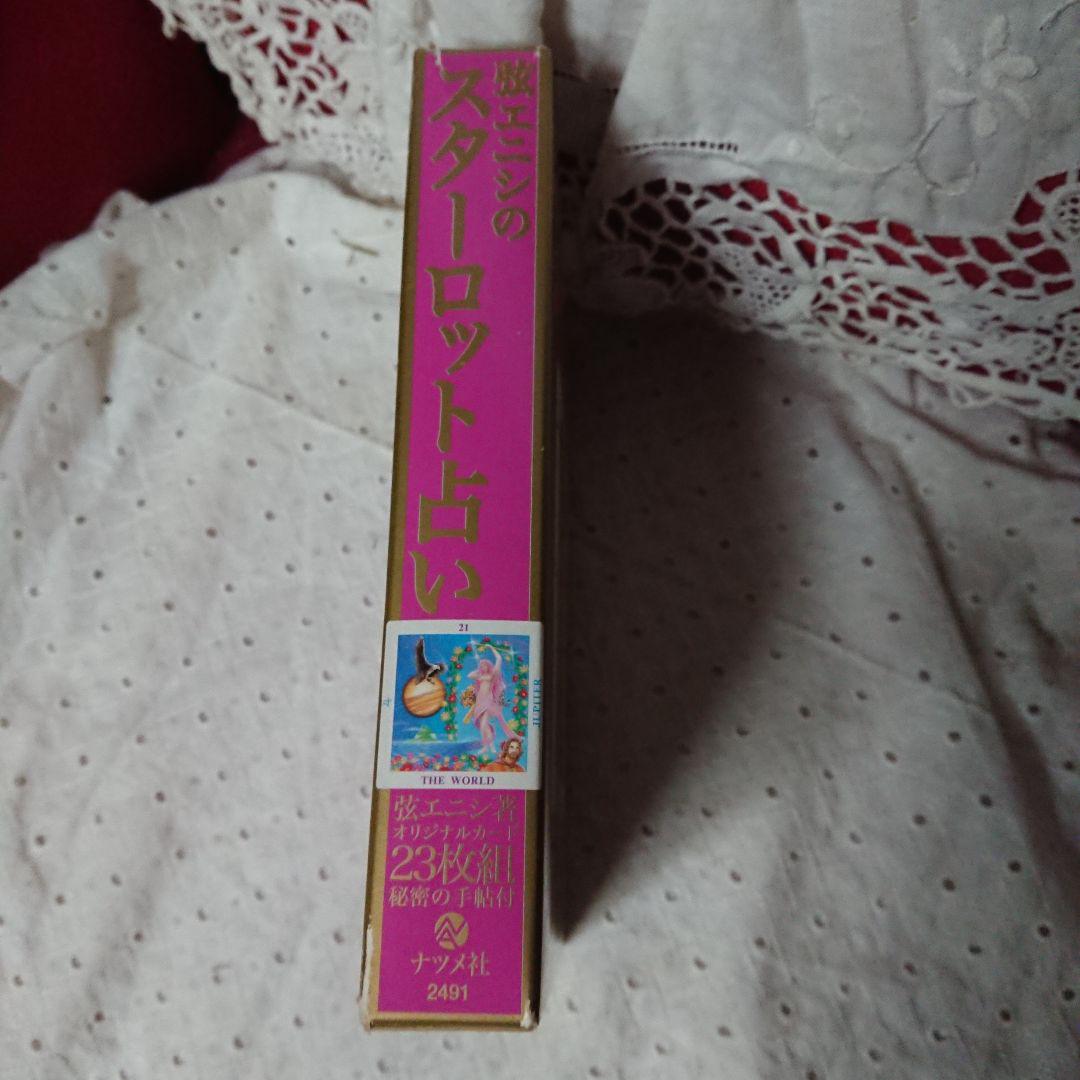 弦エニシの
スターロット占い
21
4
JUPITER
THE WORLD
弦エニシ著
オリジナルカード
23枚組
秘密の手帖付
ナツメ社
2491